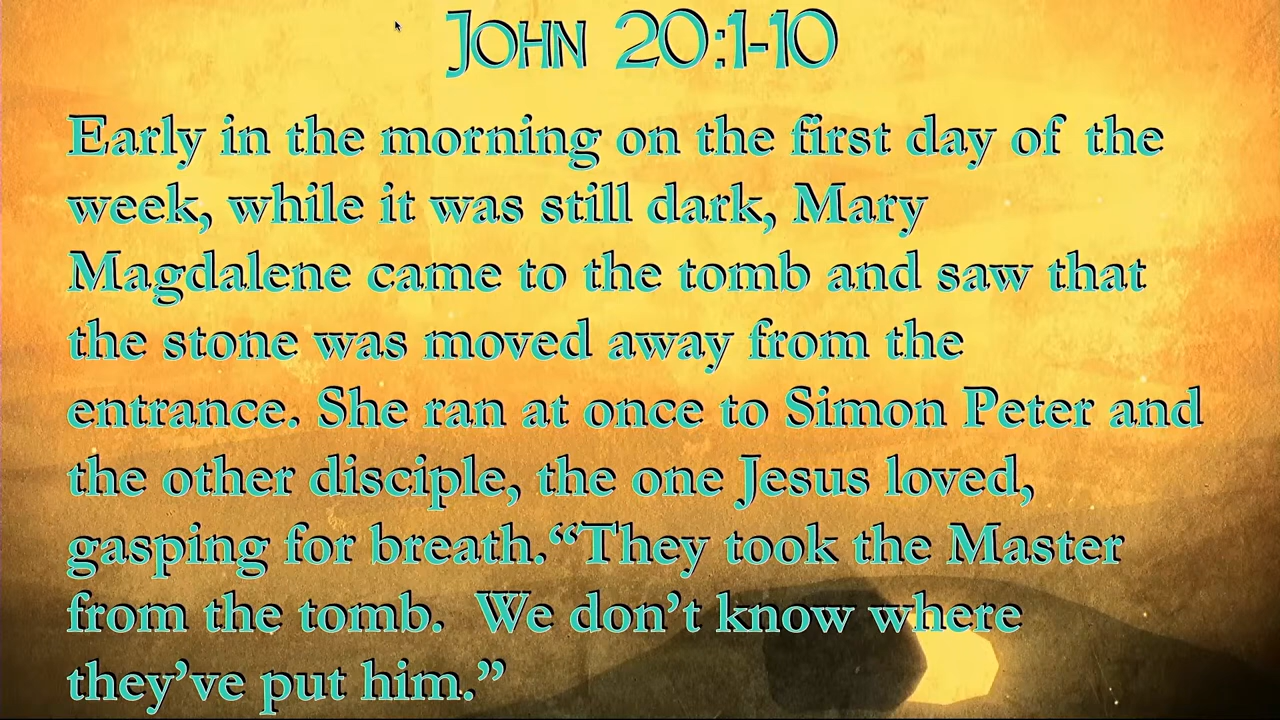 John 20:1-10
Early in the morning on the first day of the
week, while it was still dark, Mary
Magdalene came to the tomb and saw that
the stone was moved away from the
entrance. She ran at once to Simon Peter and
the other disciple, the one Jesus loved,
gasping for breath.“They took the Master
from the tomb.  We don’t know where
they’ve put him.”